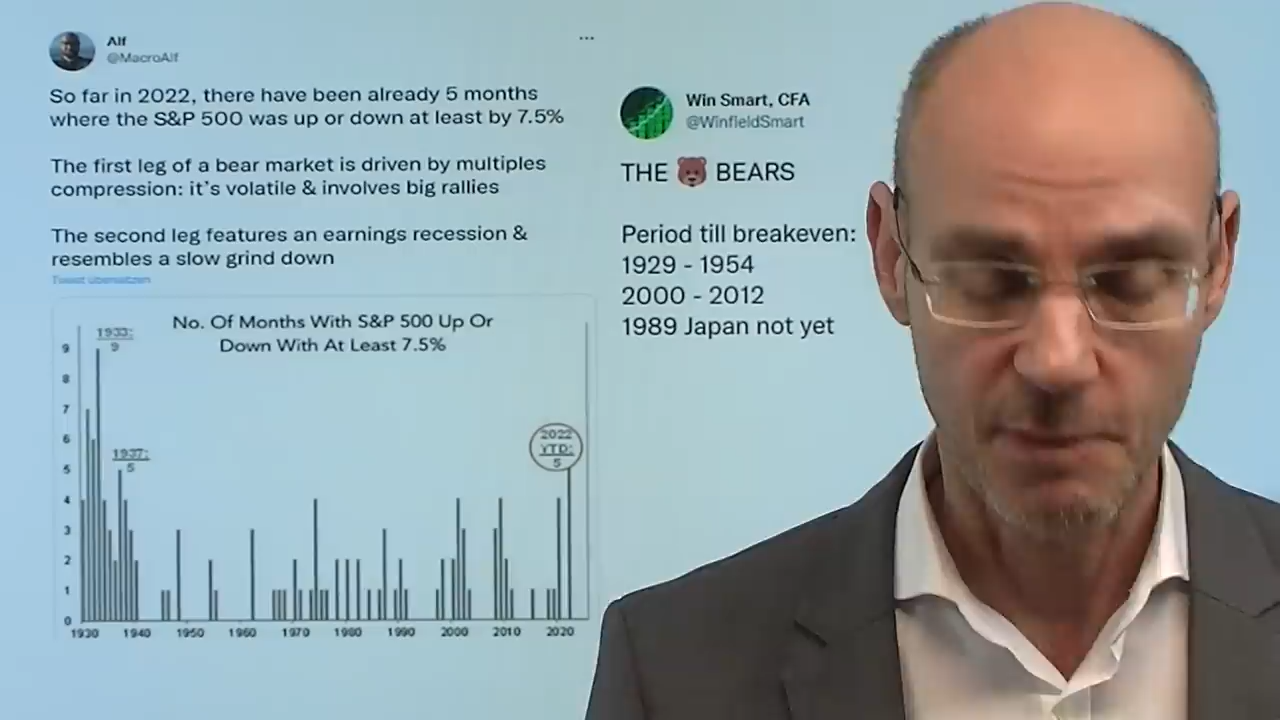 Alf
@MacroAlf
...
So far in 2022, there have been already 5 months
where the S&P 500 was up or down at least by 7.5%
The first leg of a bear market is driven by multiples
compression: it's volatile & involves big rallies
The second leg features an earnings recession &
resembles a slow grind down
Tweet übersetzen
No. Of Months With S&P 500 Up Or
Down With At Least 7.5%
1933:
9
1937:
5
2022
YTD:
5
9
8
7
6
5
4
3
2
1
0
1930 1940 1950 1960 1970 1980 1990 2000 2010 2020
Win Smart, CFA
@WinfieldSmart
THE 🐻 BEARS
Period till breakeven:
1929 - 1954
2000 - 2012
1989 Japan not yet